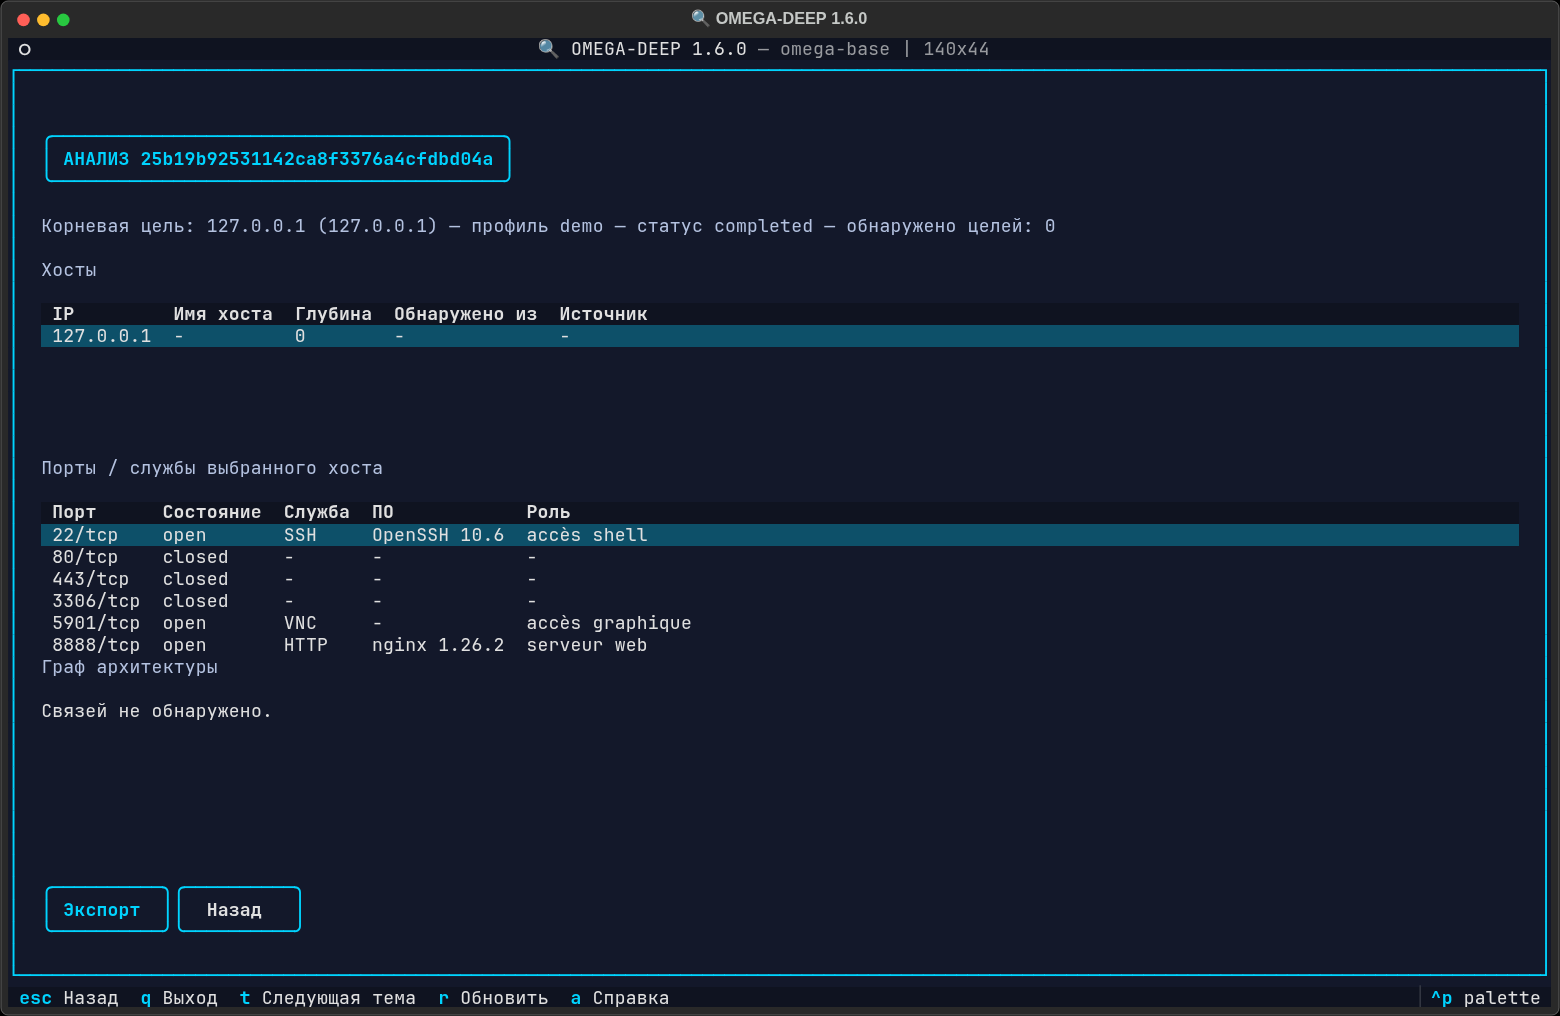 🔍 OMEGA-DEEP 1.6.0
🔍 OMEGA-DEEP 1.6.0 — omega-base | 140x44
АНАЛИЗ 25b19b92531142ca8f3376a4cfdbd04a
Корневая цель: 127.0.0.1 (127.0.0.1) — профиль demo — статус completed — обнаружено целей: 0
Хосты
IP Имя хоста Глубина Обнаружено из Источник
127.0.0.1 - 0 - -
Порты / службы выбранного хоста
Порт Состояние Служба ПО Роль
22/tcp open SSH OpenSSH 10.6 accès shell
80/tcp closed - - -
443/tcp closed - - -
3306/tcp closed - - -
5901/tcp open VNC - accès graphique
8888/tcp open HTTP nginx 1.26.2 serveur web
Граф архитектуры
Связей не обнаружено.
Экспорт Назад
esc Назад q Выход t Следующая тема r Обновить a Справка ^p palette